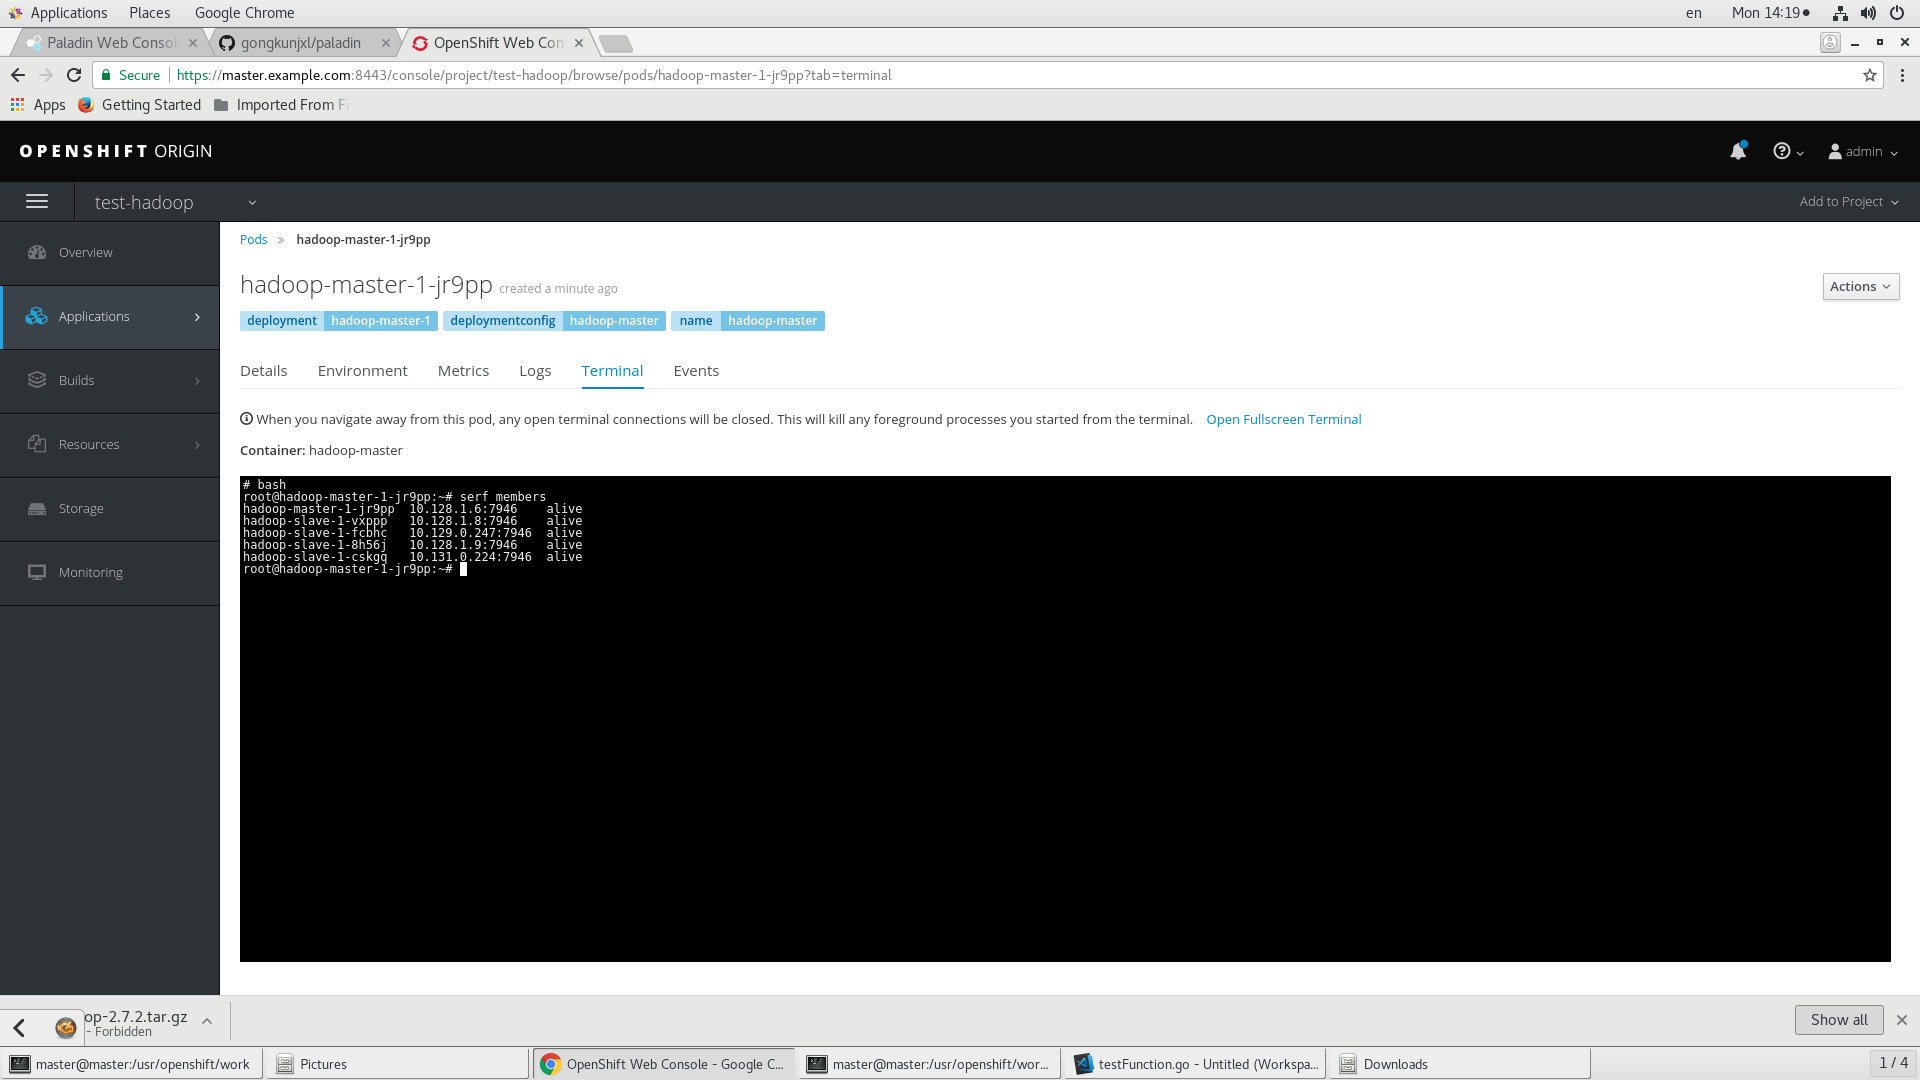 Applications Places Google Chrome en Mon 14:19
Paladin Web Consol gongkunjxl/paladin OpenShift Web Con
Secure https://master.example.com:8443/console/project/test-hadoop/browse/pods/hadoop-master-1-jr9pp?tab=terminal
Apps Getting Started Imported From Fi
OPENSHIFT ORIGIN admin
test-hadoop Add to Project
Overview
Applications
Builds
Resources
Storage
Monitoring
Pods » hadoop-master-1-jr9pp
hadoop-master-1-jr9pp created a minute ago Actions
deployment hadoop-master-1 deploymentconfig hadoop-master name hadoop-master
Details Environment Metrics Logs Terminal Events
When you navigate away from this pod, any open terminal connections will be closed. This will kill any foreground processes you started from the terminal. Open Fullscreen Terminal
Container: hadoop-master
# bash
root@hadoop-master-1-jr9pp:~# serf members
hadoop-master-1-jr9pp 10.128.1.6:7946 alive
hadoop-slave-1-vxppp 10.128.1.8:7946 alive
hadoop-slave-1-fcbhc 10.129.0.247:7946 alive
hadoop-slave-1-8h56j 10.128.1.9:7946 alive
hadoop-slave-1-cskgq 10.131.0.224:7946 alive
root@hadoop-master-1-jr9pp:~#
op-2.7.2.tar.gz
- Forbidden
Show all
master@master:/usr/openshift/work Pictures OpenShift Web Console - Google C... master@master:/usr/openshift/wor... testFunction.go - Untitled (Workspa... Downloads 1 / 4